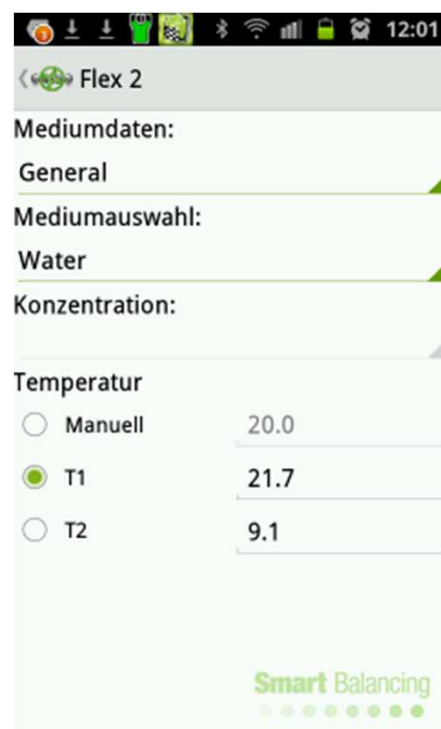 12:01
Flex 2
Mediumdaten:
General
Mediumauswahl:
Water
Konzentration:
Temperatur
Manuell 20.0
T1 21.7
T2 9.1
Smart Balancing